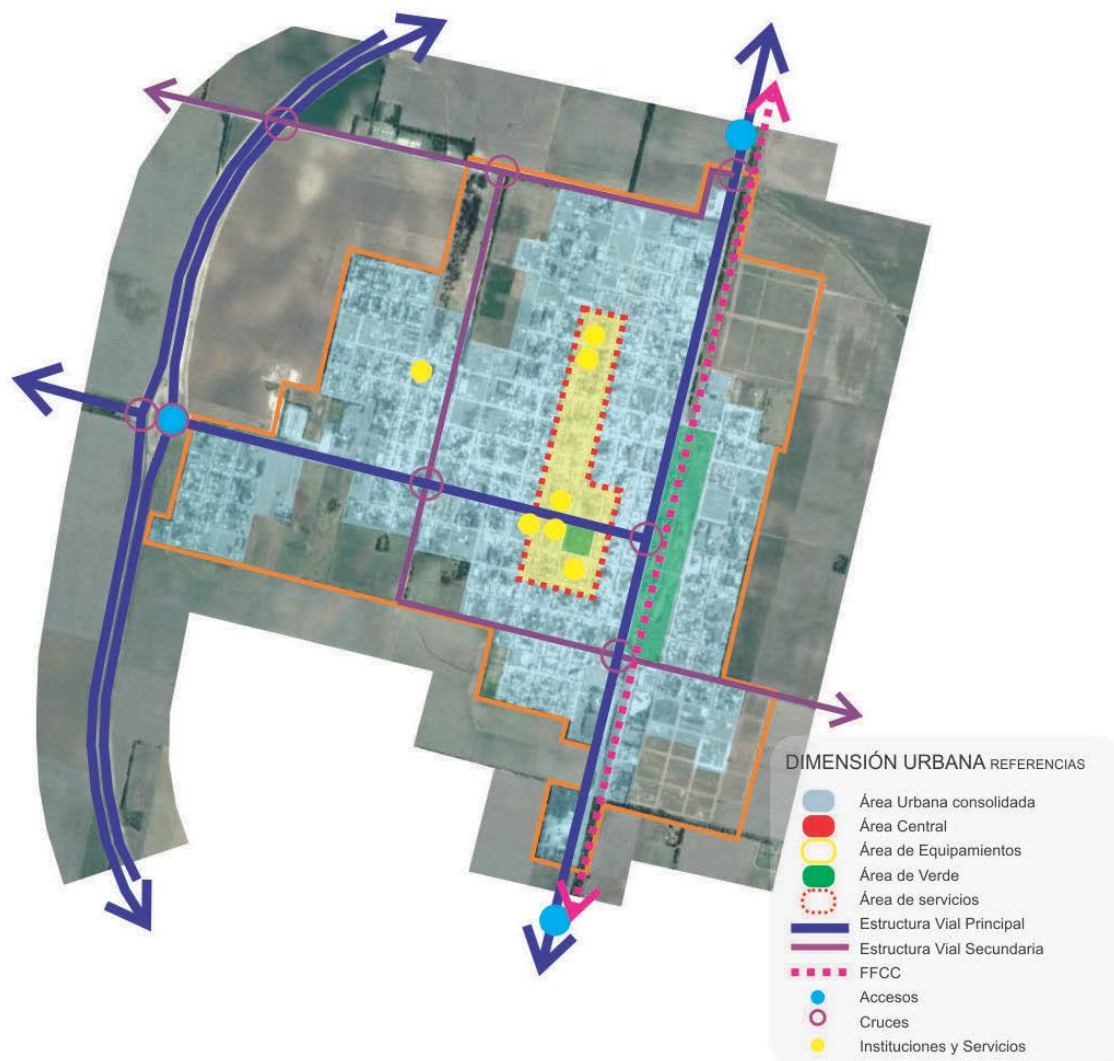 DIMENSIÓN URBANA REFERENCIAS
Área Urbana consolidada
Área Central
Área de Equipamientos
Área de Verde
Área de servicios
Estructura Vial Principal
Estructura Vial Secundaria
FFCC
Accesos
Cruces
Instituciones y Servicios